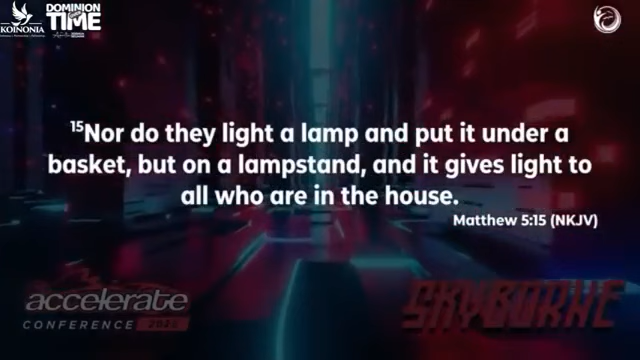 KOINONIA
DOMINION
TIME
15Nor do they light a lamp and put it under a
basket, but on a lampstand, and it gives light to
all who are in the house.
Matthew 5:15 (NKJV)
accelerate
CONFERENCE
SKYBORNE